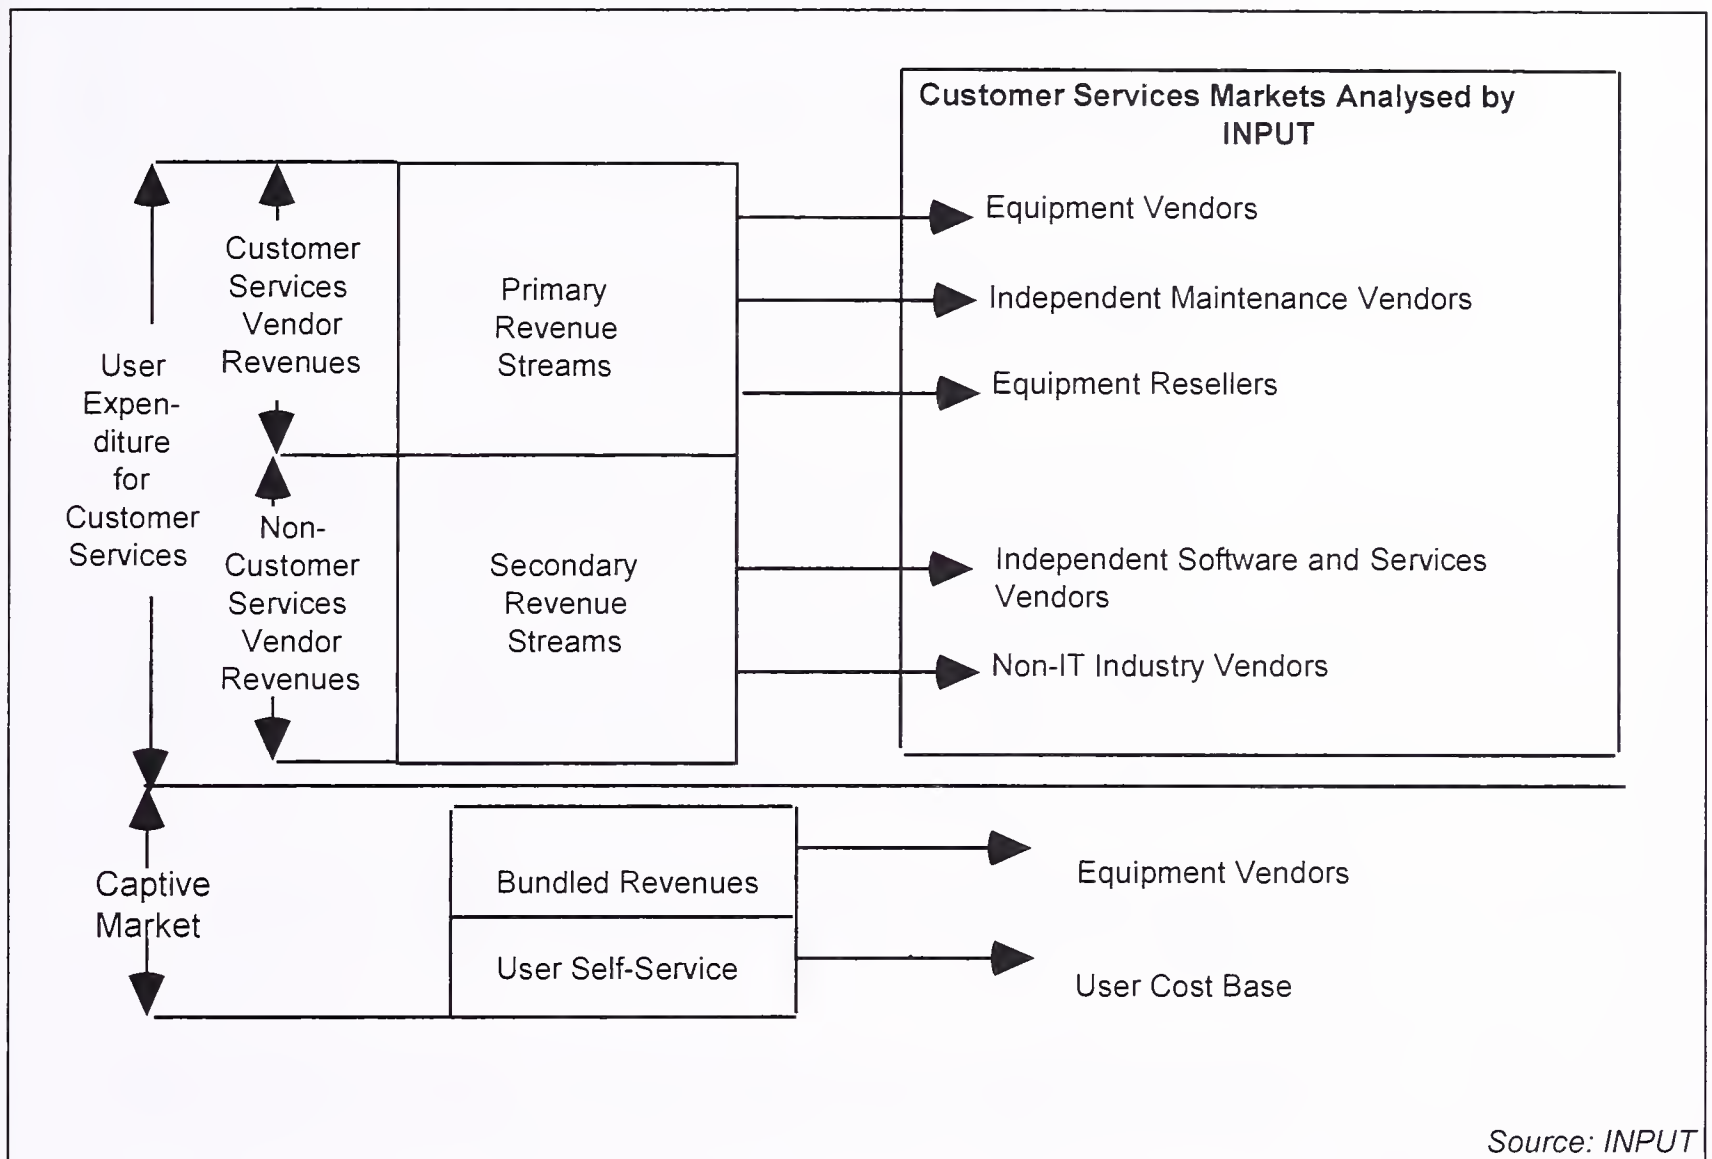 Customer Services Markets Analysed by
INPUT
User
Expen-
diture
for
Customer
Services
Customer
Services
Vendor
Revenues
Non-
Customer
Services
Vendor
Revenues
Primary
Revenue
Streams
Secondary
Revenue
Streams
Equipment Vendors
Independent Maintenance Vendors
Equipment Resellers
Independent Software and Services
Vendors
Non-IT Industry Vendors
Captive
Market
Bundled Revenues
User Self-Service
Equipment Vendors
User Cost Base
Source: INPUT